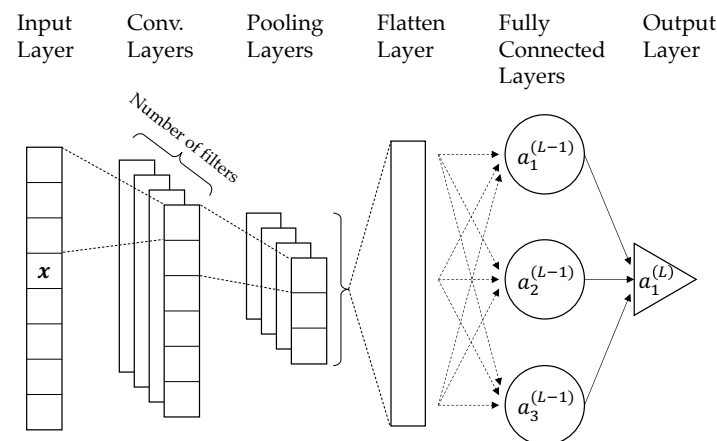 Input
Layer
Conv.
Layers
Pooling
Layers
Flatten
Layer
Fully
Connected
Layers
Output
Layer
Number of filters
x
a_1^{(L-1)}
a_2^{(L-1)}
a_3^{(L-1)}
a_1^{(L)}